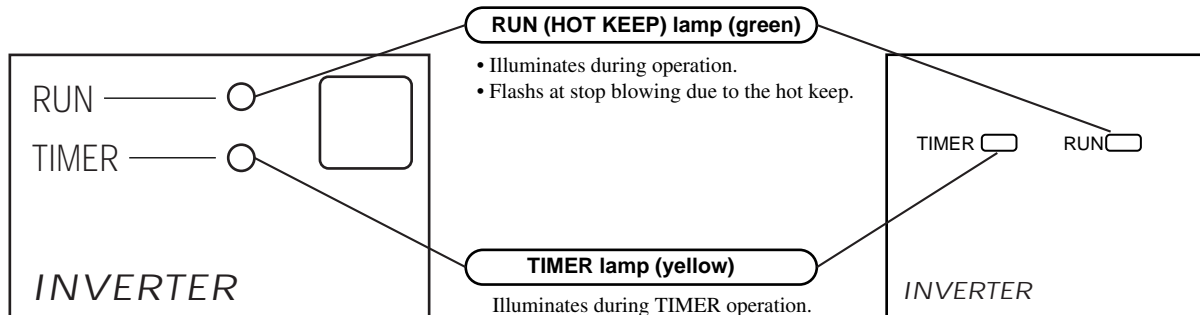 RUN (HOT KEEP) lamp (green)
• Illuminates during operation.
• Flashes at stop blowing due to the hot keep.
RUN
TIMER
INVERTER
TIMER
RUN
INVERTER
TIMER lamp (yellow)
Illuminates during TIMER operation.